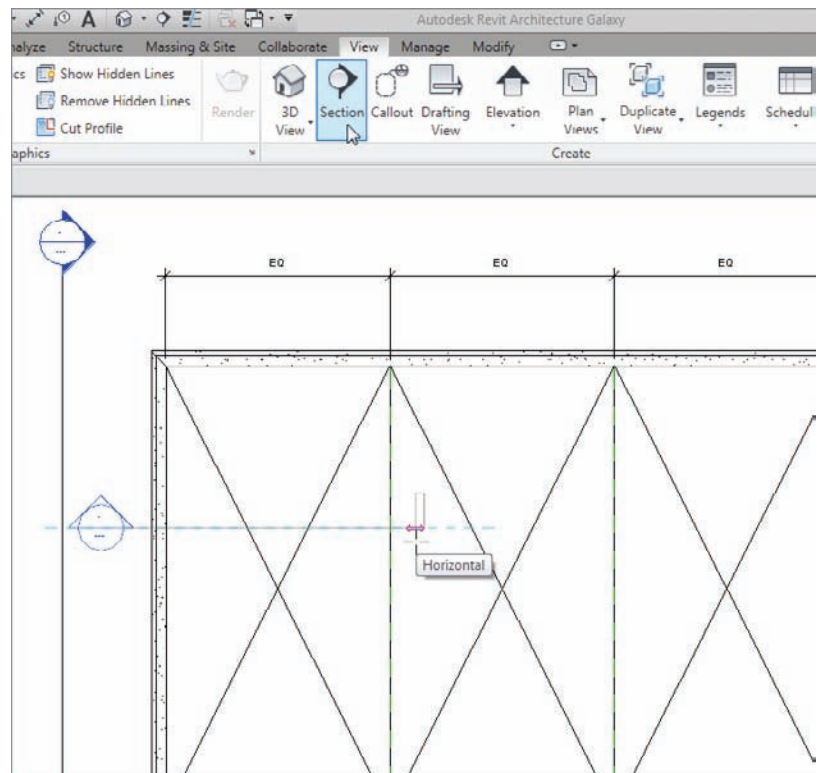 A
Autodesk Revit Architecture Galaxy
nalyze Structure Massing & Site Collaborate View Manage Modify
cs Show Hidden Lines
Remove Hidden Lines
Cut Profile
Render
3D View
Section
Callout
Drafting View
Elevation
Plan Views
Duplicate View
Legends
Schedul
aphics
Create
EQ EQ EQ
Horizontal